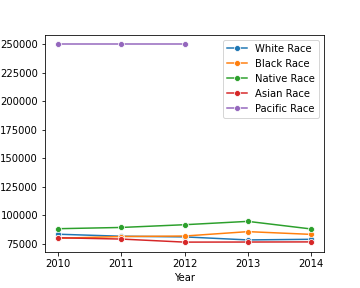 250000
225000
200000
175000
150000
125000
100000
75000
White Race
Black Race
Native Race
Asian Race
Pacific Race
2010 2011 2012 2013 2014
Year